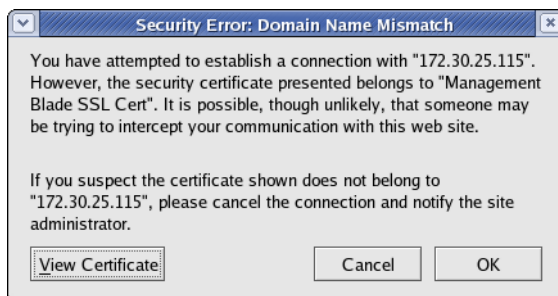 Security Error: Domain Name Mismatch
You have attempted to establish a connection with "172.30.25.115".
However, the security certificate presented belongs to "Management
Blade SSL Cert". It is possible, though unlikely, that someone may
be trying to intercept your communication with this web site.
If you suspect the certificate shown does not belong to
"172.30.25.115", please cancel the connection and notify the site
administrator.
View Certificate
Cancel
OK